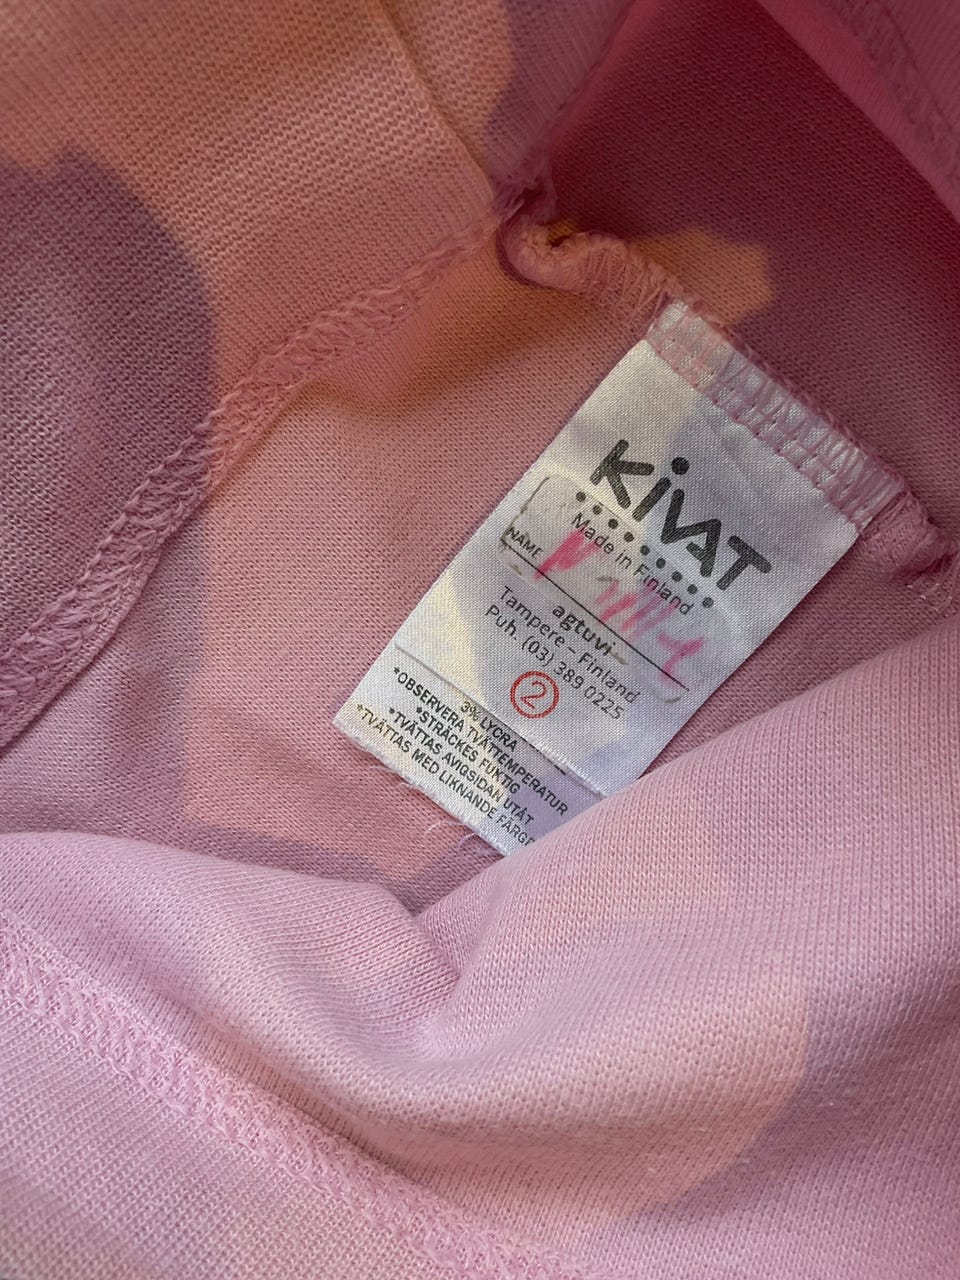 KiVAT
Made in Finland
NAME
agtuvi
Tampere – Finland
Puh. (03) 389 0225
2
3% LYCRA
*OBSERVERA TVÄTTEMPERATUR
*STRÄCKES FUKTIG
*TVÄTTAS AVIGSIDAN UTÅT
*TVÄTTAS MED LIKNANDE FÄRGE